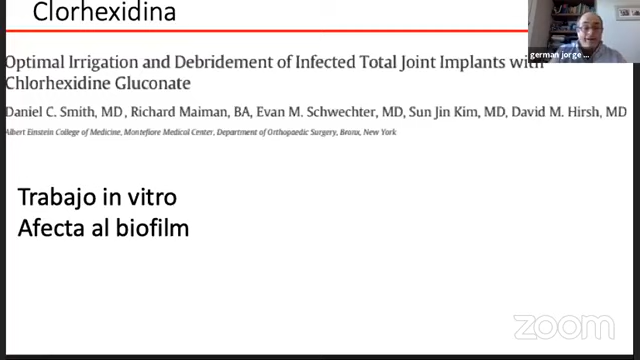 Clorhexidina
Optimal Irrigation and Debridement of Infected Total Joint Implants with
Chlorhexidine Gluconate
Daniel C. Smith, MD, Richard Maiman, BA, Evan M. Schwechter, MD, Sun Jin Kim, MD, David M. Hirsh, MD
Albert Einstein College of Medicine, Montefiore Medical Center, Department of Orthopaedic Surgery, Bronx, New York
Trabajo in vitro
Afecta al biofilm
german jorge ...
zoom